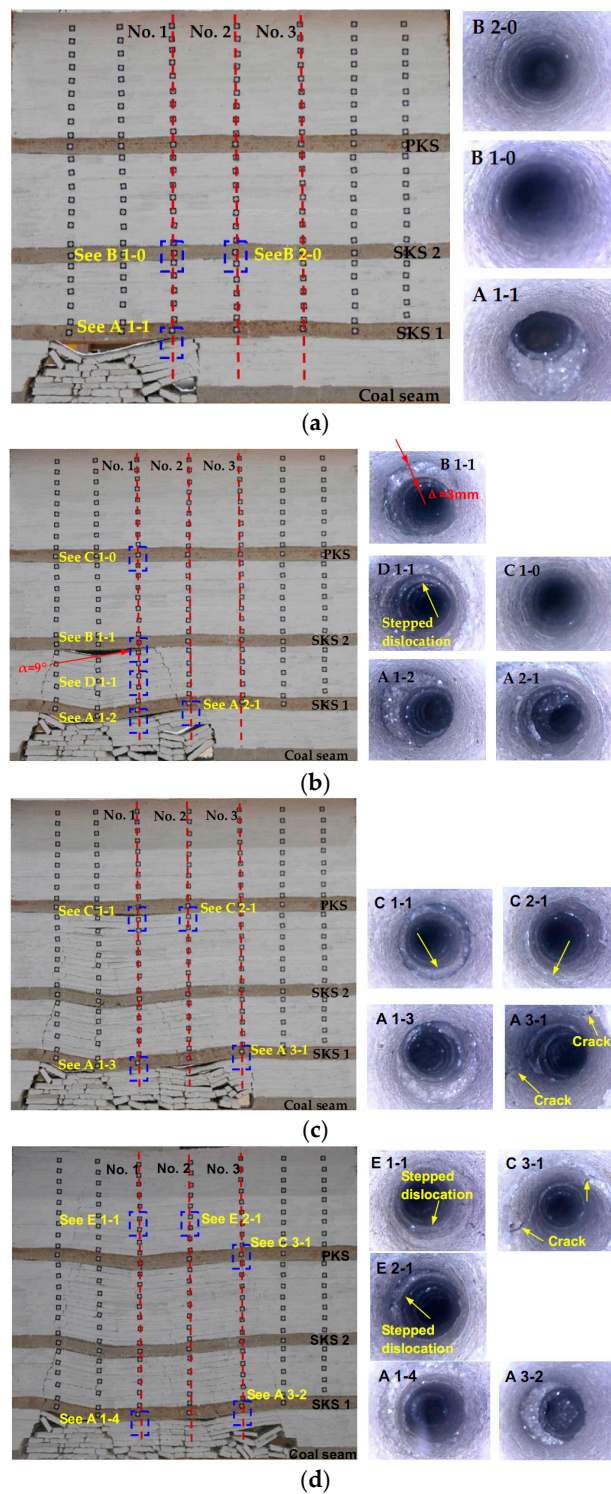 No. 1 No. 2 No. 3
PKS
See B 1-0 See B 2-0 SKS 2
See A 1-1 SKS 1
Coal seam
B 2-0
B 1-0
A 1-1
(a)
No. 1 No. 2 No. 3
See C 1-0 PKS
See B 1-1 SKS 2
α=9°
See D 1-1
See A 1-2 See A 2-1 SKS 1
Coal seam
B 1-1
Δ=3mm
D 1-1 C 1-0
Stepped
dislocation
A 1-2 A 2-1
(b)
No. 1 No. 2 No. 3
See C 1-1 See C 2-1 PKS
SKS 2
See A 1-3 See A 3-1 SKS 1
Coal seam
C 1-1 C 2-1
A 1-3 A 3-1
Crack
Crack
(c)
No. 1 No. 2 No. 3
See E 1-1 See E 2-1
See C 3-1
PKS
SKS 2
See A 3-2
See A 1-4 SKS 1
Coal seam
E 1-1 C 3-1
Stepped
dislocation
Crack
E 2-1
Stepped
dislocation
A 1-4 A 3-2
(d)